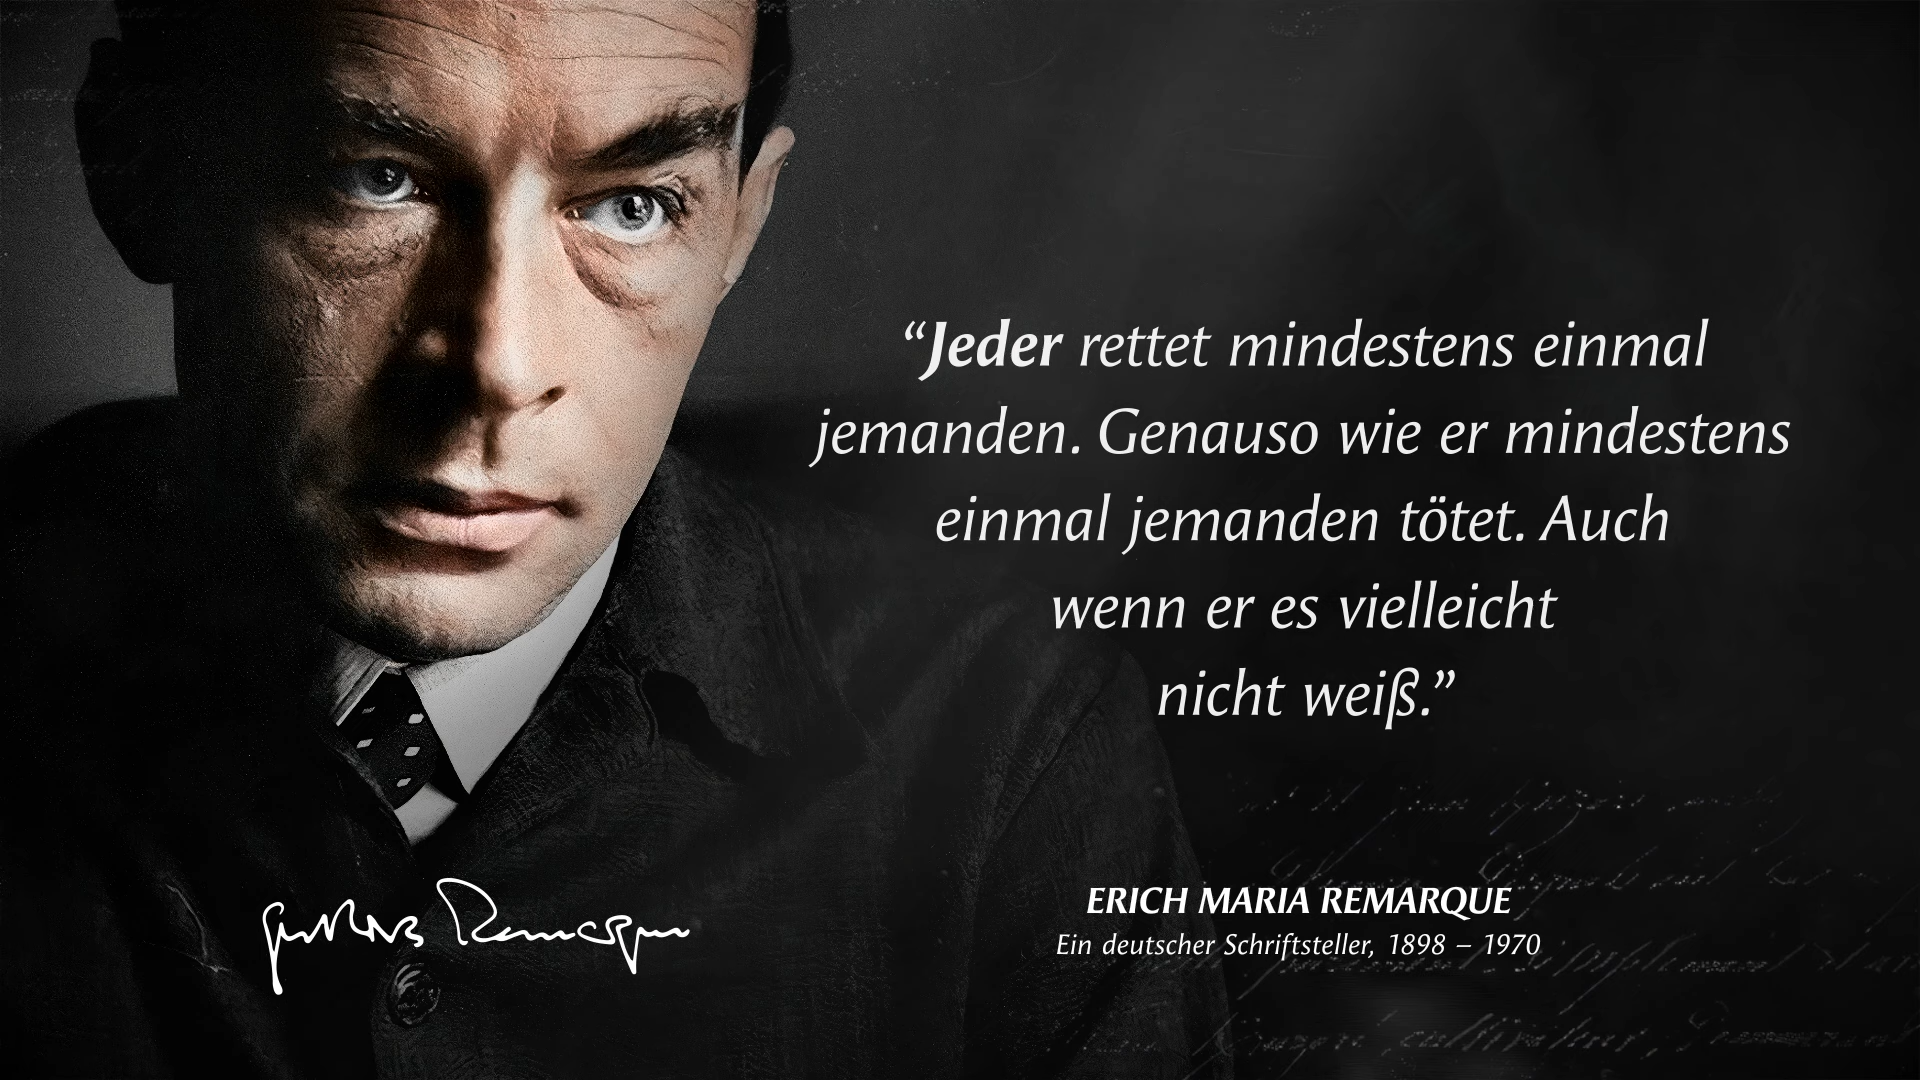 “Jeder rettet mindestens einmal
jemanden. Genauso wie er mindestens
einmal jemanden tötet. Auch
wenn er es vielleicht
nicht weiß.”
ERICH MARIA REMARQUE
Ein deutscher Schriftsteller, 1898 – 1970
Remarque